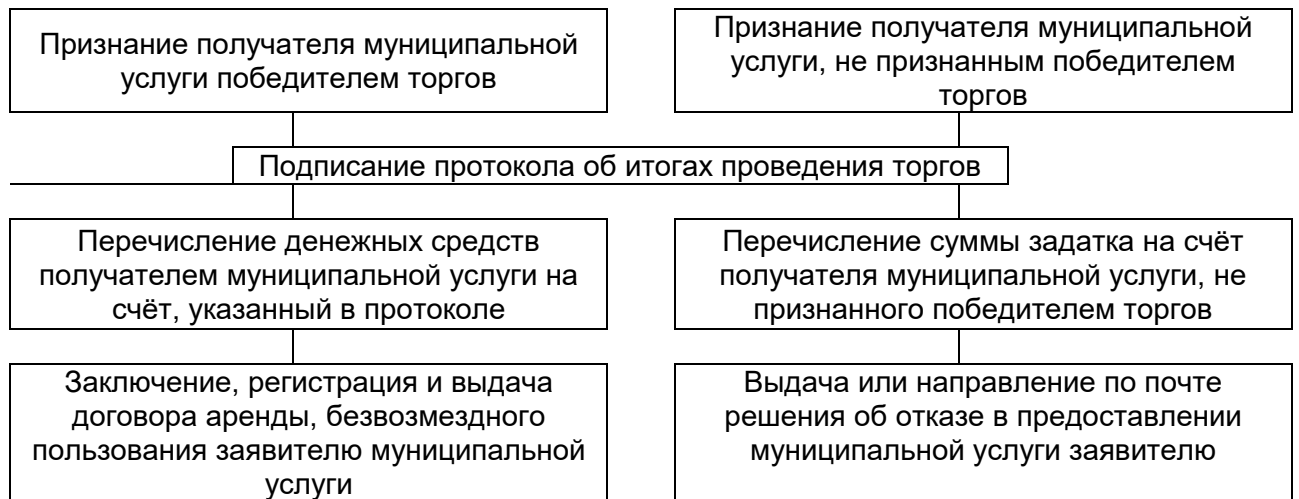 Признание получателя муниципальной
услуги победителем торгов
Признание получателя муниципальной
услуги, не признанным победителем
торгов
Подписание протокола об итогах проведения торгов
Перечисление денежных средств
получателем муниципальной услуги на
счёт, указанный в протоколе
Перечисление суммы задатка на счёт
получателя муниципальной услуги, не
признанного победителем торгов
Заключение, регистрация и выдача
договора аренды, безвозмездного
пользования заявителю муниципальной
услуги
Выдача или направление по почте
решения об отказе в предоставлении
муниципальной услуги заявителю